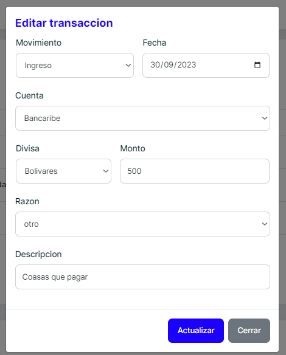 Editar transaccion
Movimiento Fecha
Ingreso 30/09/2023
Cuenta
Bancaribe
Divisa Monto
Bolivares 500
Razon
otro
Descripcion
Coasas que pagar
Actualizar Cerrar